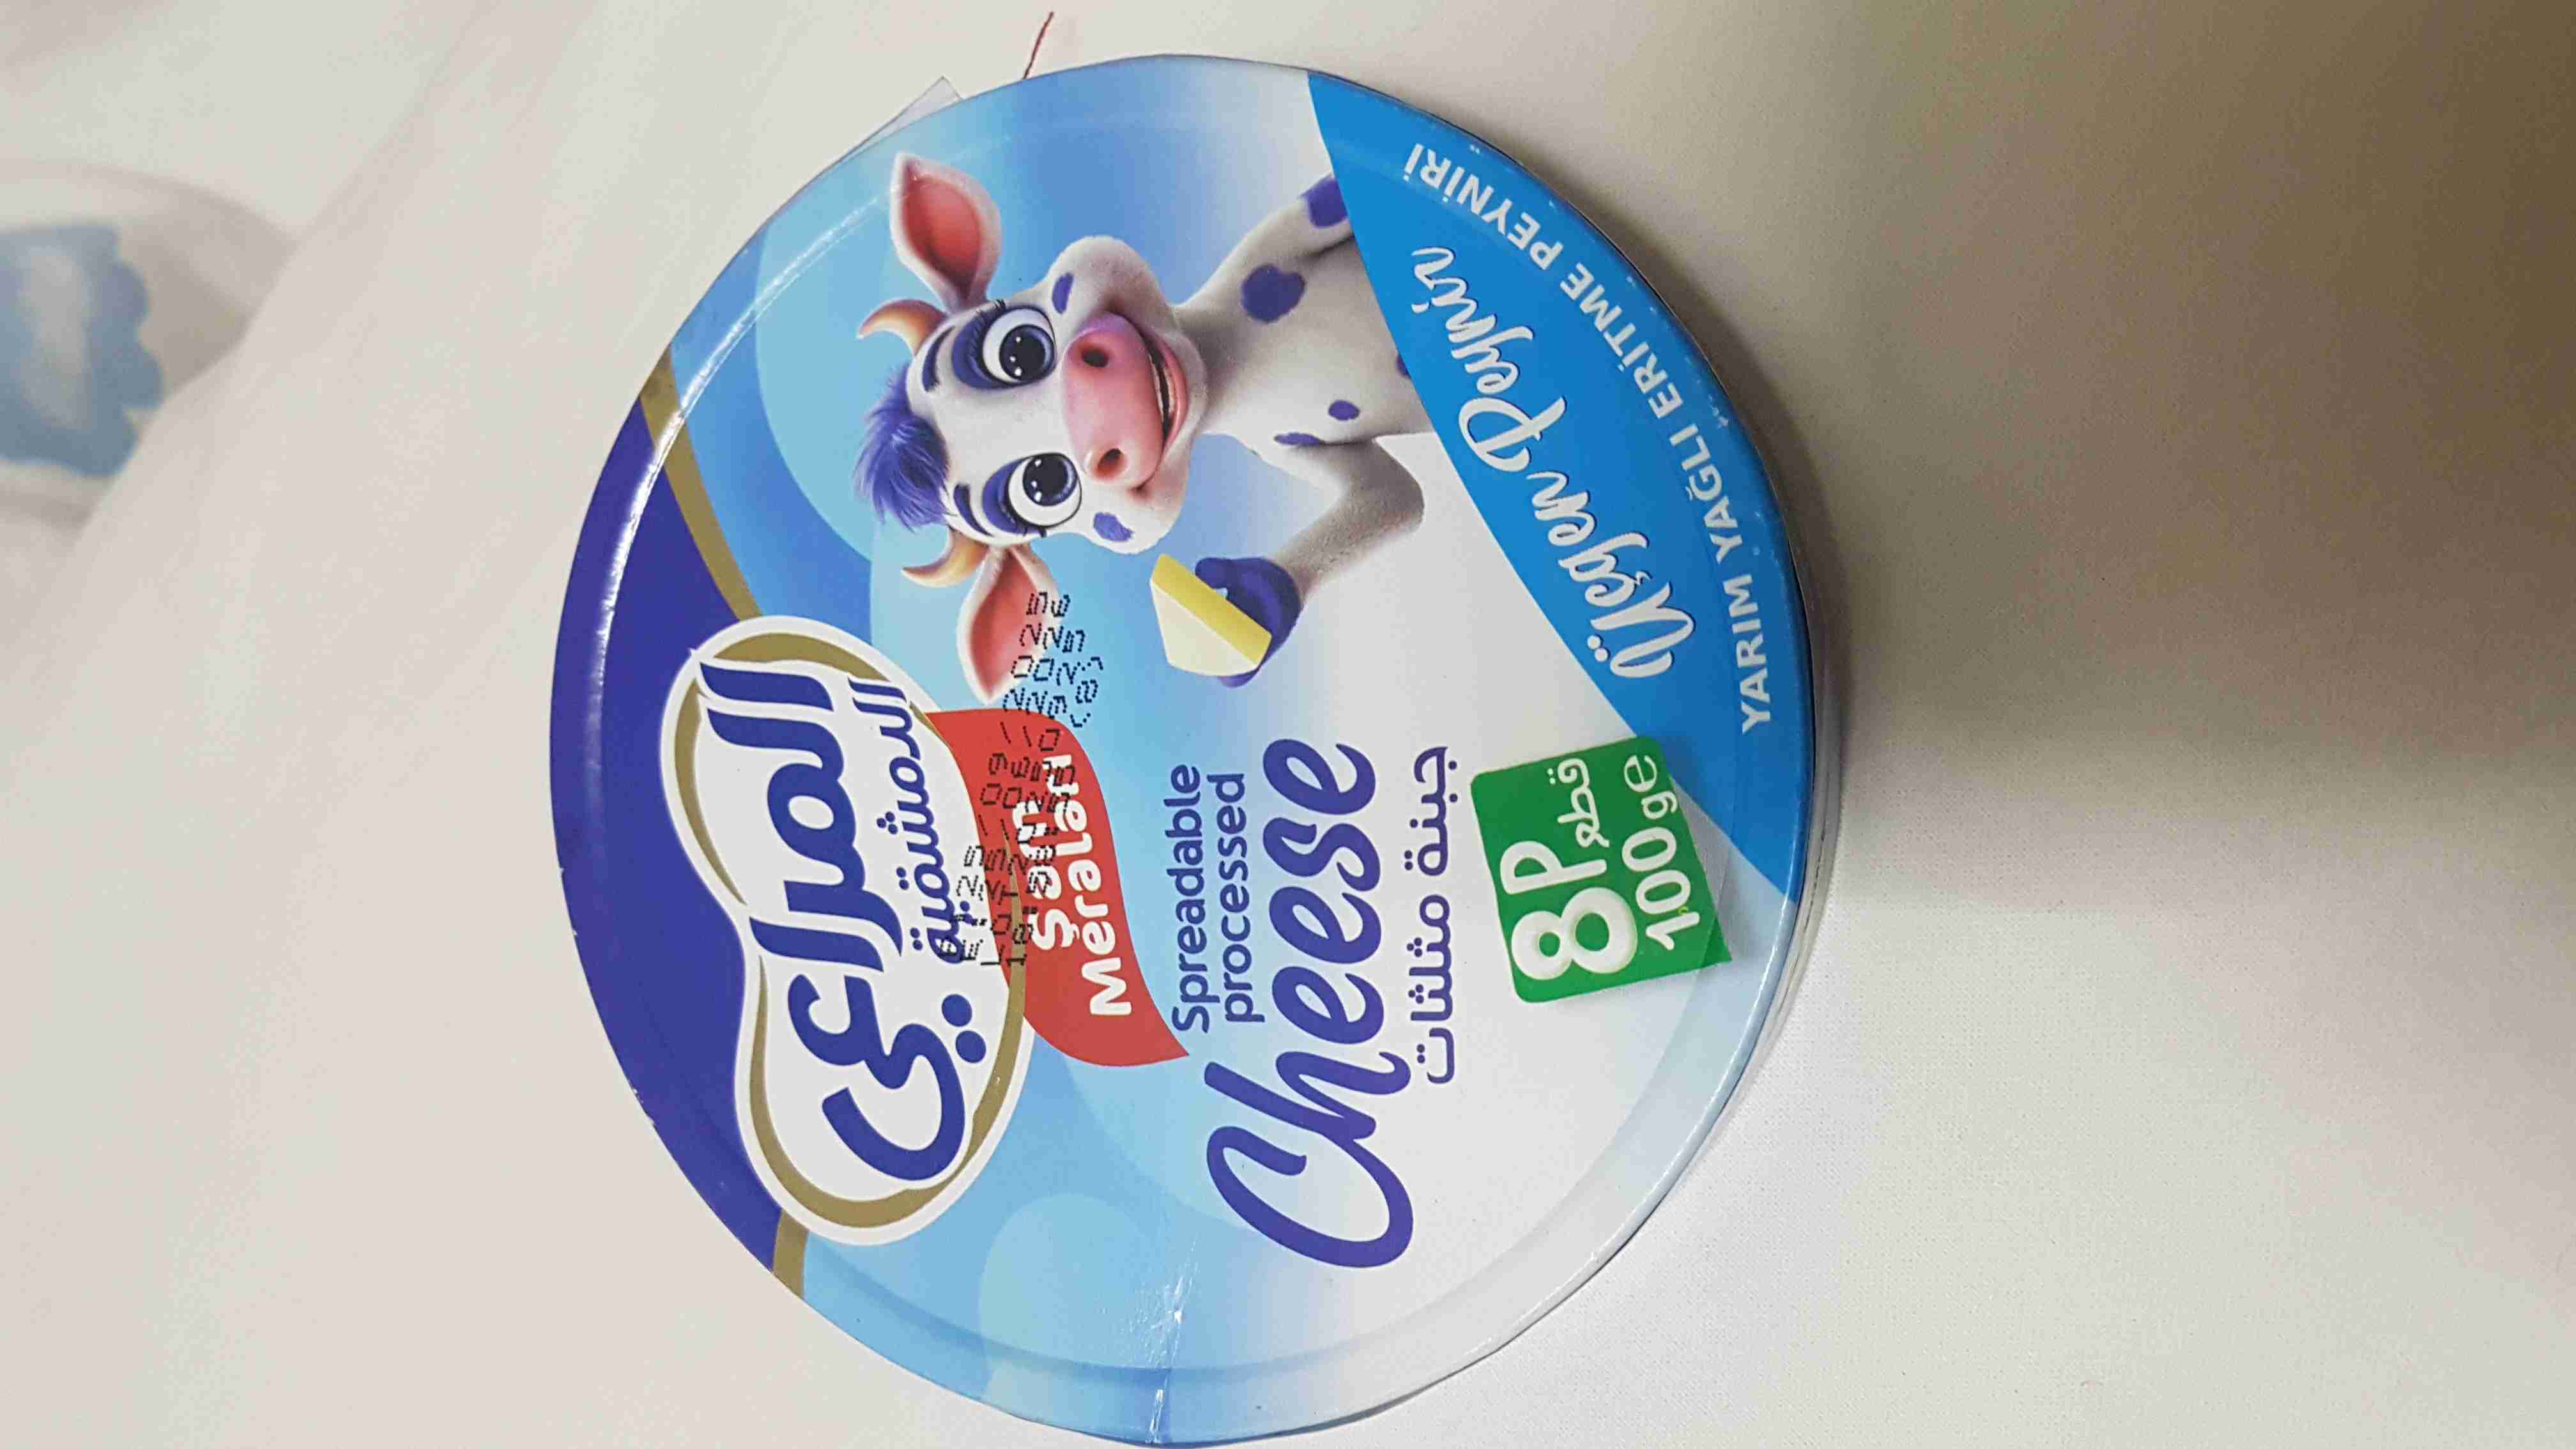 المراعي
الدمشقية
Şam
Meraları
Spreadable
processed
Cheese
جبنة مثلثات
8P قطع
100ge
Üçgen Peynir
YARIM YAĞLI ERİTME PEYNİRİ